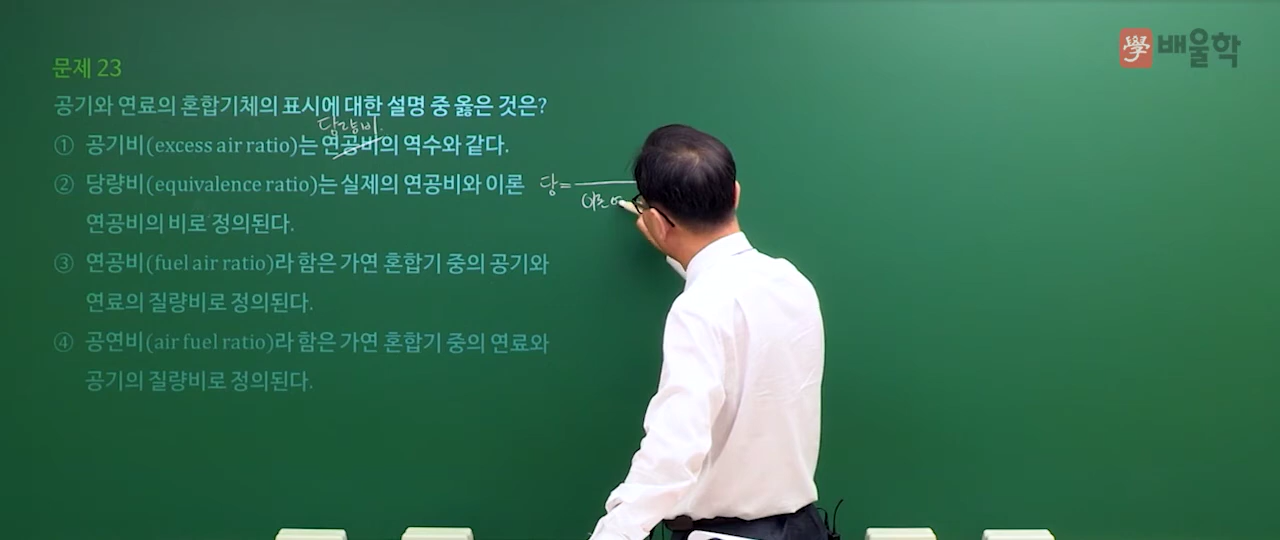 學 배울학
문제 23
공기와 연료의 혼합기체의 표시에 대한 설명 중 옳은 것은?
당량비
① 공기비(excess air ratio)는 연공비의 역수와 같다.
② 당량비(equivalence ratio)는 실제의 연공비와 이론
연공비의 비로 정의된다.
당=
이론 연
③ 연공비(fuel air ratio)라 함은 가연 혼합기 중의 공기와
연료의 질량비로 정의된다.
④ 공연비(air fuel ratio)라 함은 가연 혼합기 중의 연료와
공기의 질량비로 정의된다.